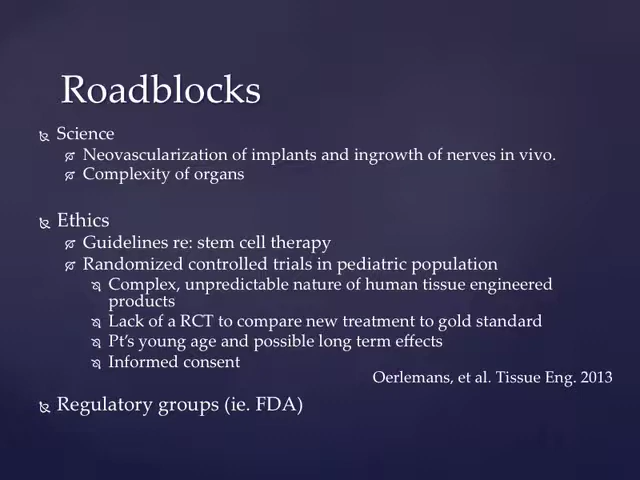 Roadblocks
Science
Neovascularization of implants and ingrowth of nerves in vivo.
Complexity of organs
Ethics
Guidelines re: stem cell therapy
Randomized controlled trials in pediatric population
Complex, unpredictable nature of human tissue engineered
products
Lack of a RCT to compare new treatment to gold standard
Pt's young age and possible long term effects
Informed consent
Oerlemans, et al. Tissue Eng. 2013
Regulatory groups (ie. FDA)